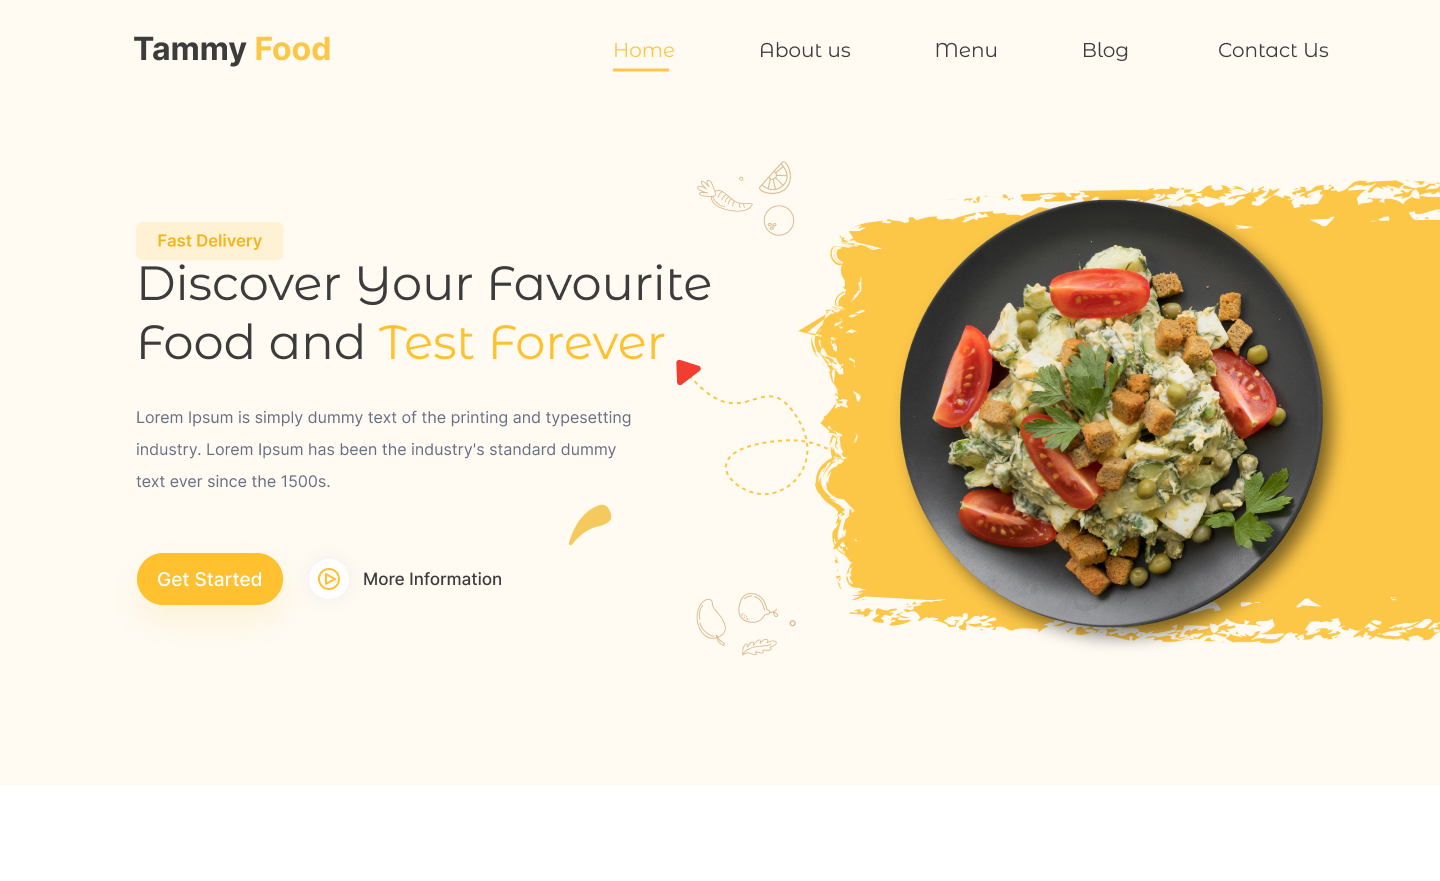 Tammy Food
Home About us Menu Blog Contact Us
Fast Delivery
Discover Your Favourite
Food and Test Forever
Lorem Ipsum is simply dummy text of the printing and typesetting
industry. Lorem Ipsum has been the industry's standard dummy
text ever since the 1500s.
Get Started
More Information